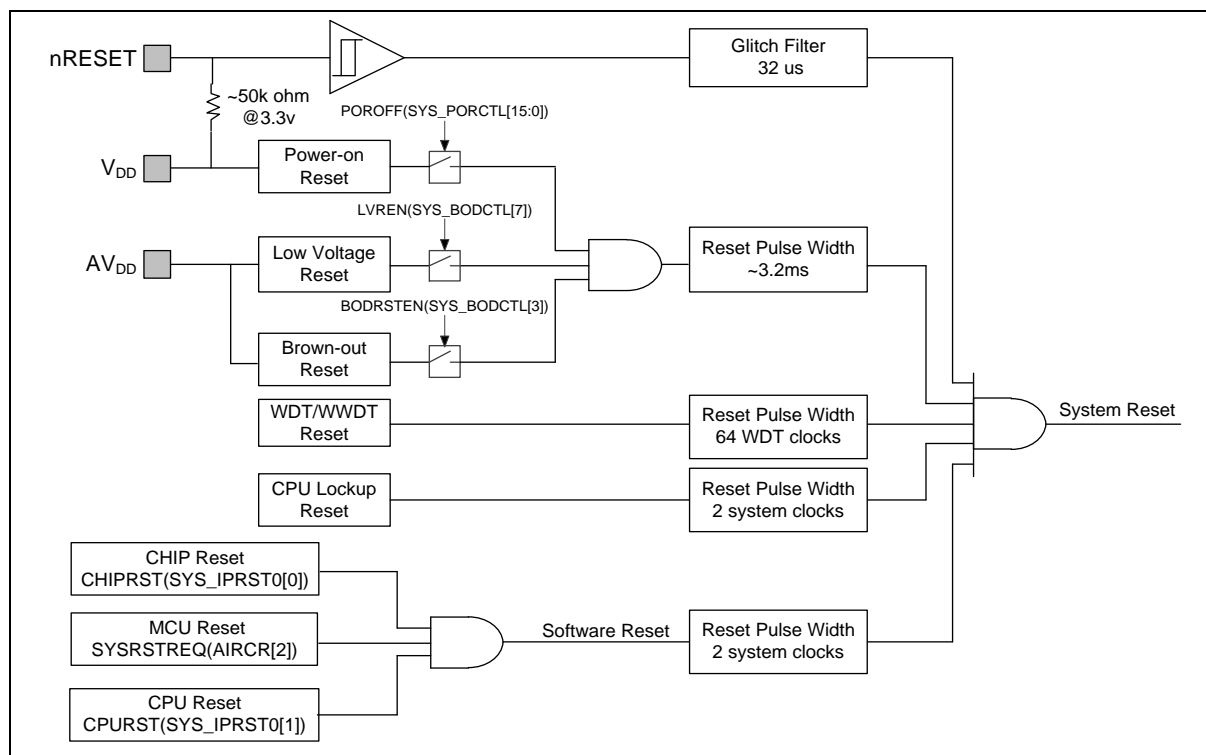 nRESET
~50k ohm
@3.3v
Glitch Filter
32 us
POROFF(SYS_PORCTL[15:0])
VDD
Power-on
Reset
LVREN(SYS_BODCTL[7])
AVDD
Low Voltage
Reset
Reset Pulse Width
~3.2ms
BODRSTEN(SYS_BODCTL[3])
Brown-out
Reset
WDT/WWDT
Reset
Reset Pulse Width
64 WDT clocks
System Reset
CPU Lockup
Reset
Reset Pulse Width
2 system clocks
CHIP Reset
CHIPRST(SYS_IPRST0[0])
MCU Reset
SYSRSTREQ(AIRCR[2])
Software Reset
Reset Pulse Width
2 system clocks
CPU Reset
CPURST(SYS_IPRST0[1])